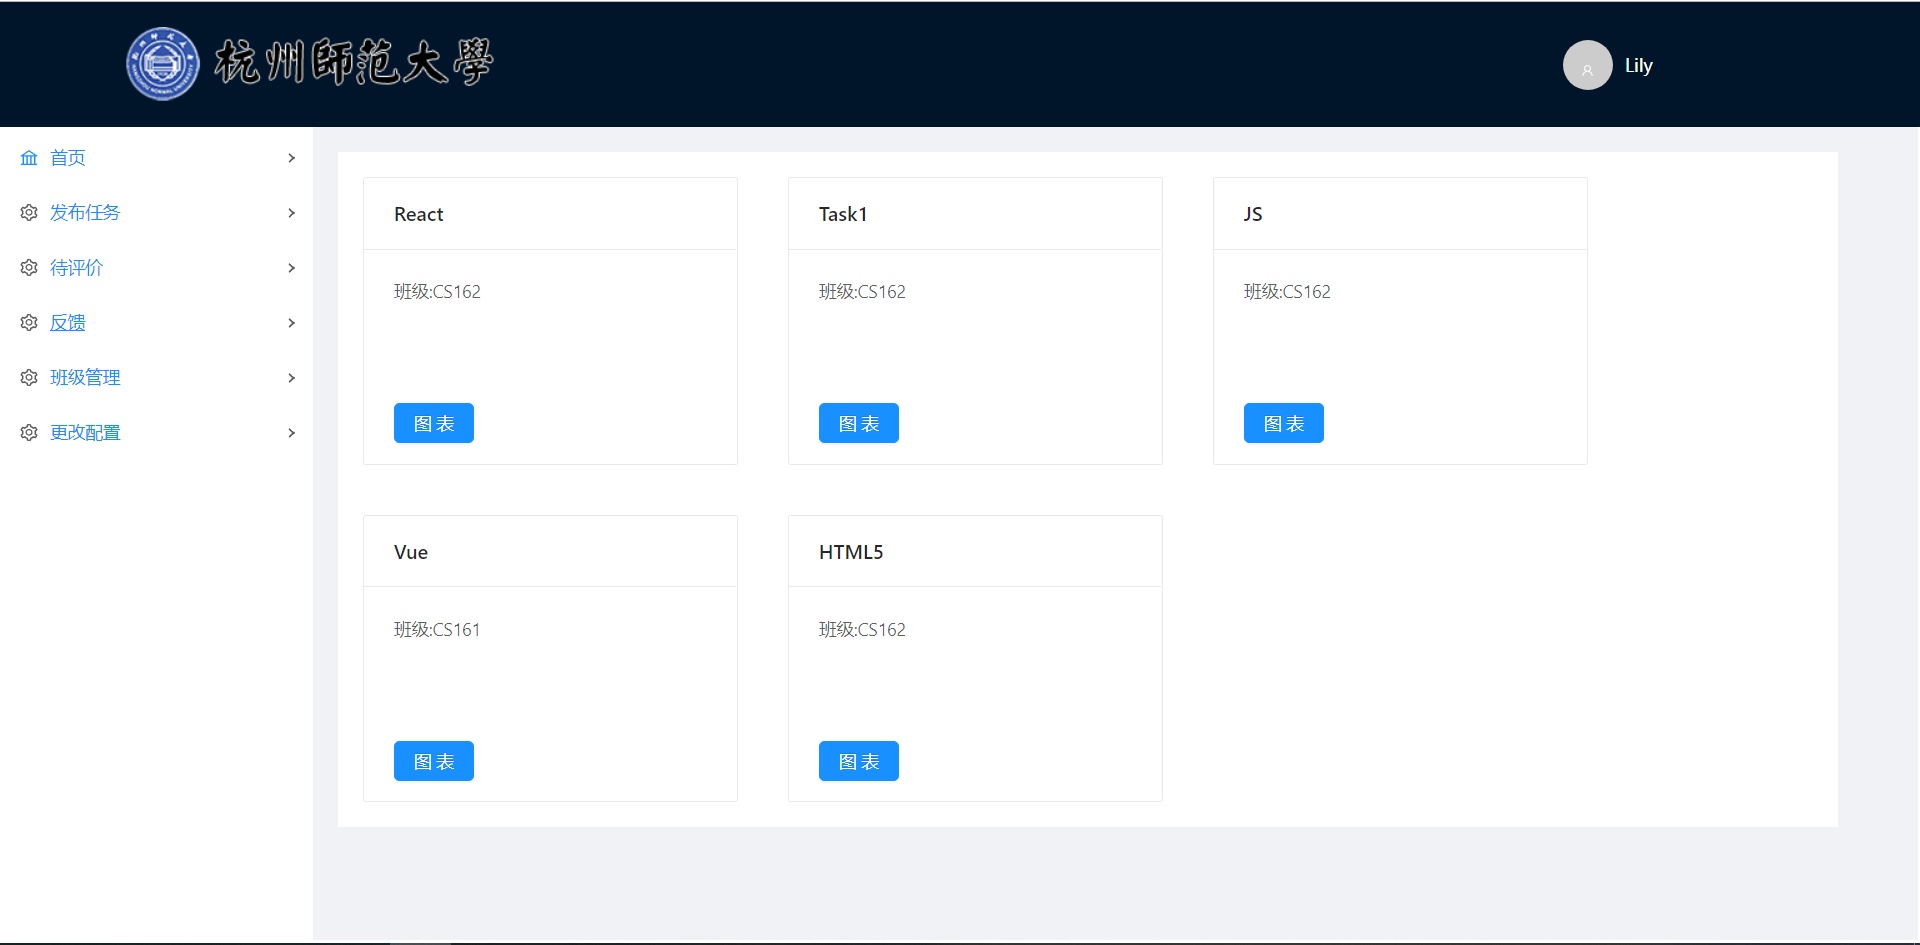 杭州師范大學
Lily
首页
发布任务
待评价
反馈
班级管理
更改配置
React
班级:CS162
图表
Task1
班级:CS162
图表
JS
班级:CS162
图表
Vue
班级:CS161
图表
HTML5
班级:CS162
图表